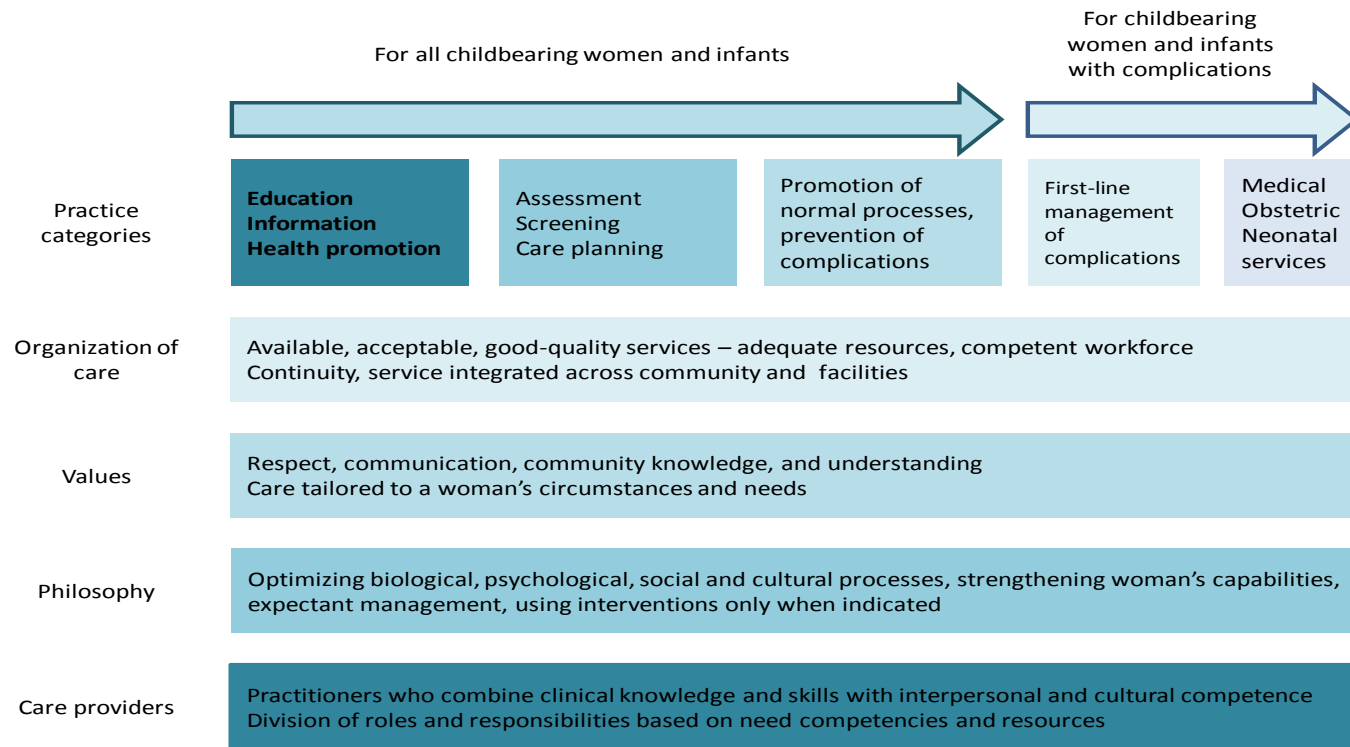 For all childbearing women and infants
For childbearing
women and infants
with complications
Practice
categories
Education
Information
Health promotion
Assessment
Screening
Care planning
Promotion of
normal processes,
prevention of
complications
First-line
management
of
complications
Medical
Obstetric
Neonatal
services
Organization of
care
Available, acceptable, good-quality services – adequate resources, competent workforce
Continuity, service integrated across community and facilities
Values
Respect, communication, community knowledge, and understanding
Care tailored to a woman’s circumstances and needs
Philosophy
Optimizing biological, psychological, social and cultural processes, strengthening woman’s capabilities,
expectant management, using interventions only when indicated
Care providers
Practitioners who combine clinical knowledge and skills with interpersonal and cultural competence
Division of roles and responsibilities based on need competencies and resources